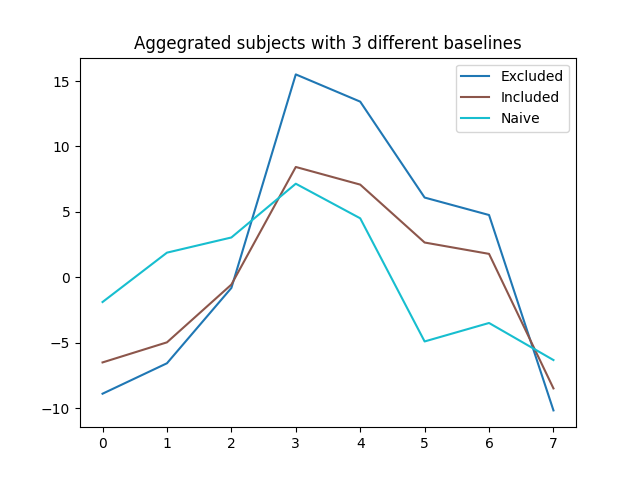 Aggegrated subjects with 3 different baselines
Excluded
Included
Naive
15
10
5
0
−5
−10
0 1 2 3 4 5 6 7